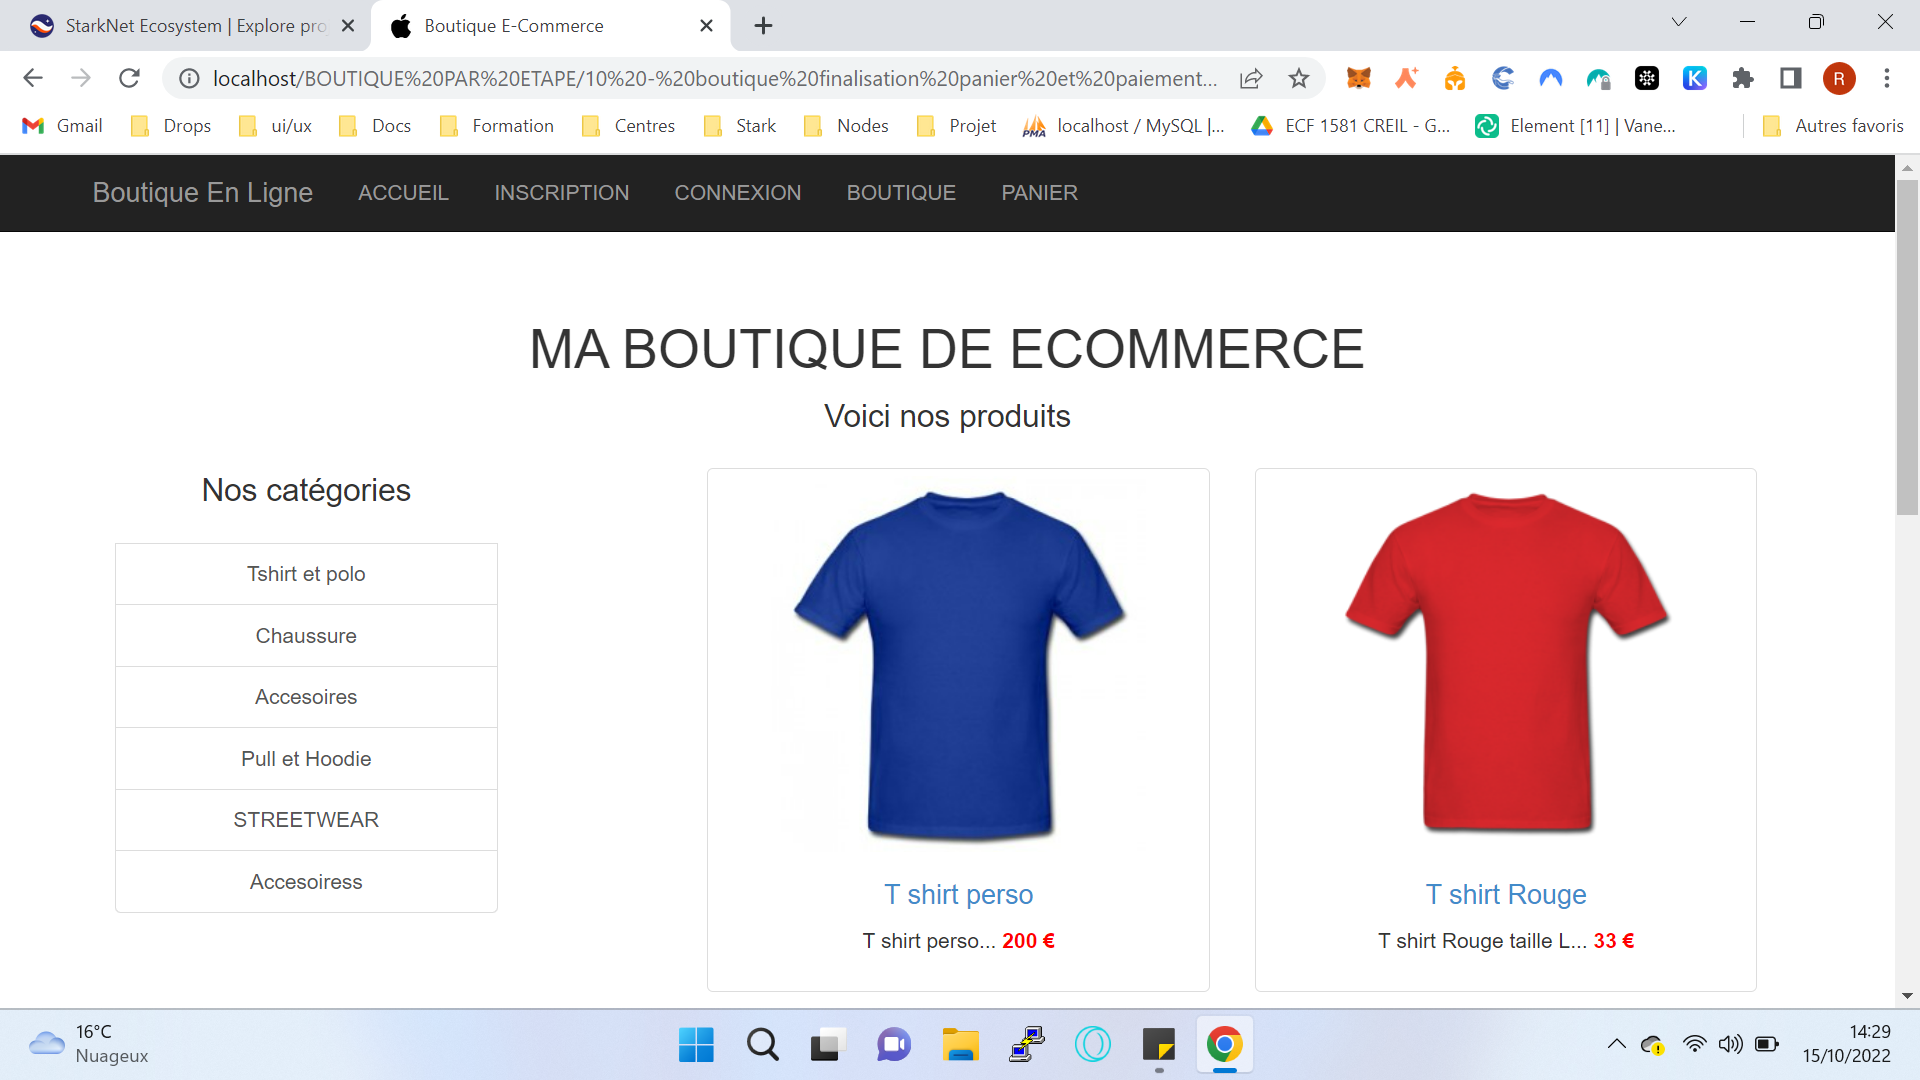 StarkNet Ecosystem | Explore pro
Boutique E-Commerce
localhost/BOUTIQUE%20PAR%20ETAPE/10%20-%20boutique%20finalisation%20panier%20et%20paiement...
R
Gmail
Drops
ui/ux
Docs
Formation
Centres
Stark
Nodes
Projet
PMA
localhost / MySQL |...
ECF 1581 CREIL - G...
Element [11] | Vane...
Autres favoris
Boutique En Ligne ACCUEIL INSCRIPTION CONNEXION BOUTIQUE PANIER
MA BOUTIQUE DE ECOMMERCE
Voici nos produits
Nos catégories
Tshirt et polo
Chaussure
Accesoires
Pull et Hoodie
STREETWEAR
Accesoiress
T shirt perso
T shirt perso... 200 €
T shirt Rouge
T shirt Rouge taille L... 33 €
16°C
Nuageux
14:29
15/10/2022